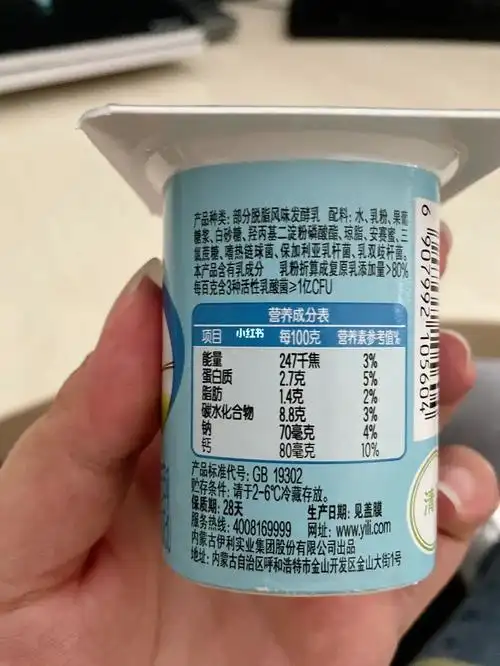 产品种类: 部分脱脂风味发酵乳 配料: 水、乳粉、果葡
糖浆、白砂糖、羟丙基二淀粉磷酸酯、琼脂、安赛蜜、三
氯蔗糖、嗜热链球菌、保加利亚乳杆菌、乳双歧杆菌。
本产品含有乳成分 乳粉折算成复原乳添加量>80%
每百克含3种活性乳酸菌≥1亿CFU
营养成分表
项目 小红书 每100克 营养素参考值%
能量 247千焦 3%
蛋白质 2.7克 5%
脂肪 1.4克 2%
碳水化合物 8.8克 3%
钠 70毫克 4%
钙 80毫克 10%
产品标准代号: GB 19302
贮存条件: 请于2-6℃冷藏存放。
保质期: 28天 生产日期: 见盖膜
服务热线: 4008169999 网址: www.yili.com
内蒙古伊利实业集团股份有限公司出品
地址: 内蒙古自治区呼和浩特市金山开发区金山大街1号
6 907992 105604